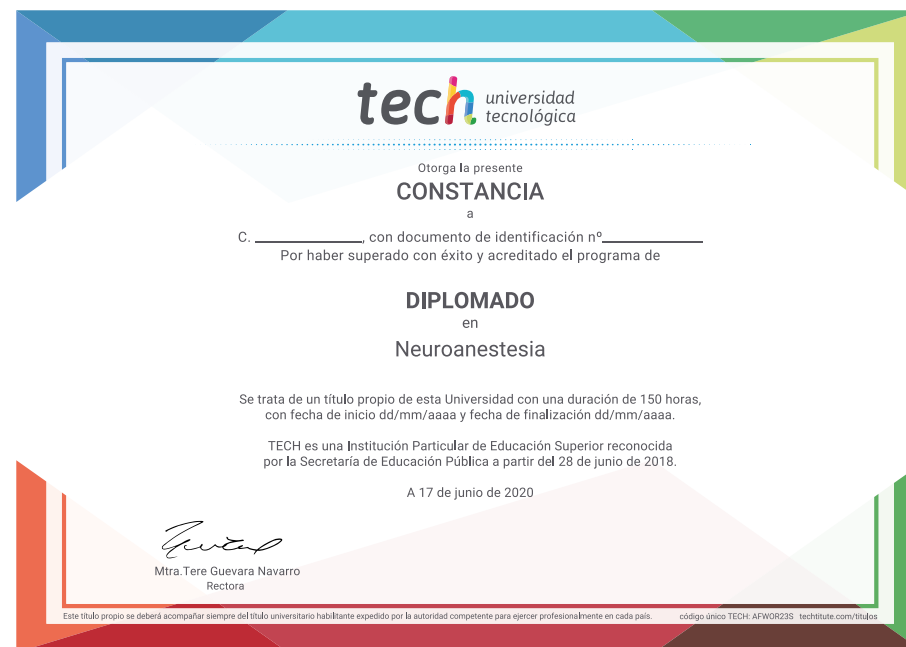 tech universidad
tecnológica
Otorga la presente
CONSTANCIA
a
C. ____________, con documento de identificación nº____________
Por haber superado con éxito y acreditado el programa de
DIPLOMADO
en
Neuroanestesia
Se trata de un título propio de esta Universidad con una duración de 150 horas,
con fecha de inicio dd/mm/aaaa y fecha de finalización dd/mm/aaaa.
TECH es una Institución Particular de Educación Superior reconocida
por la Secretaría de Educación Pública a partir del 28 de junio de 2018.
A 17 de junio de 2020
Mtra.Tere Guevara Navarro
Rectora
Este título propio se deberá acompañar siempre del título universitario habilitante expedido por la autoridad competente para ejercer profesionalmente en cada país. código único TECH: AFWOR23S techtitute.com/titulos